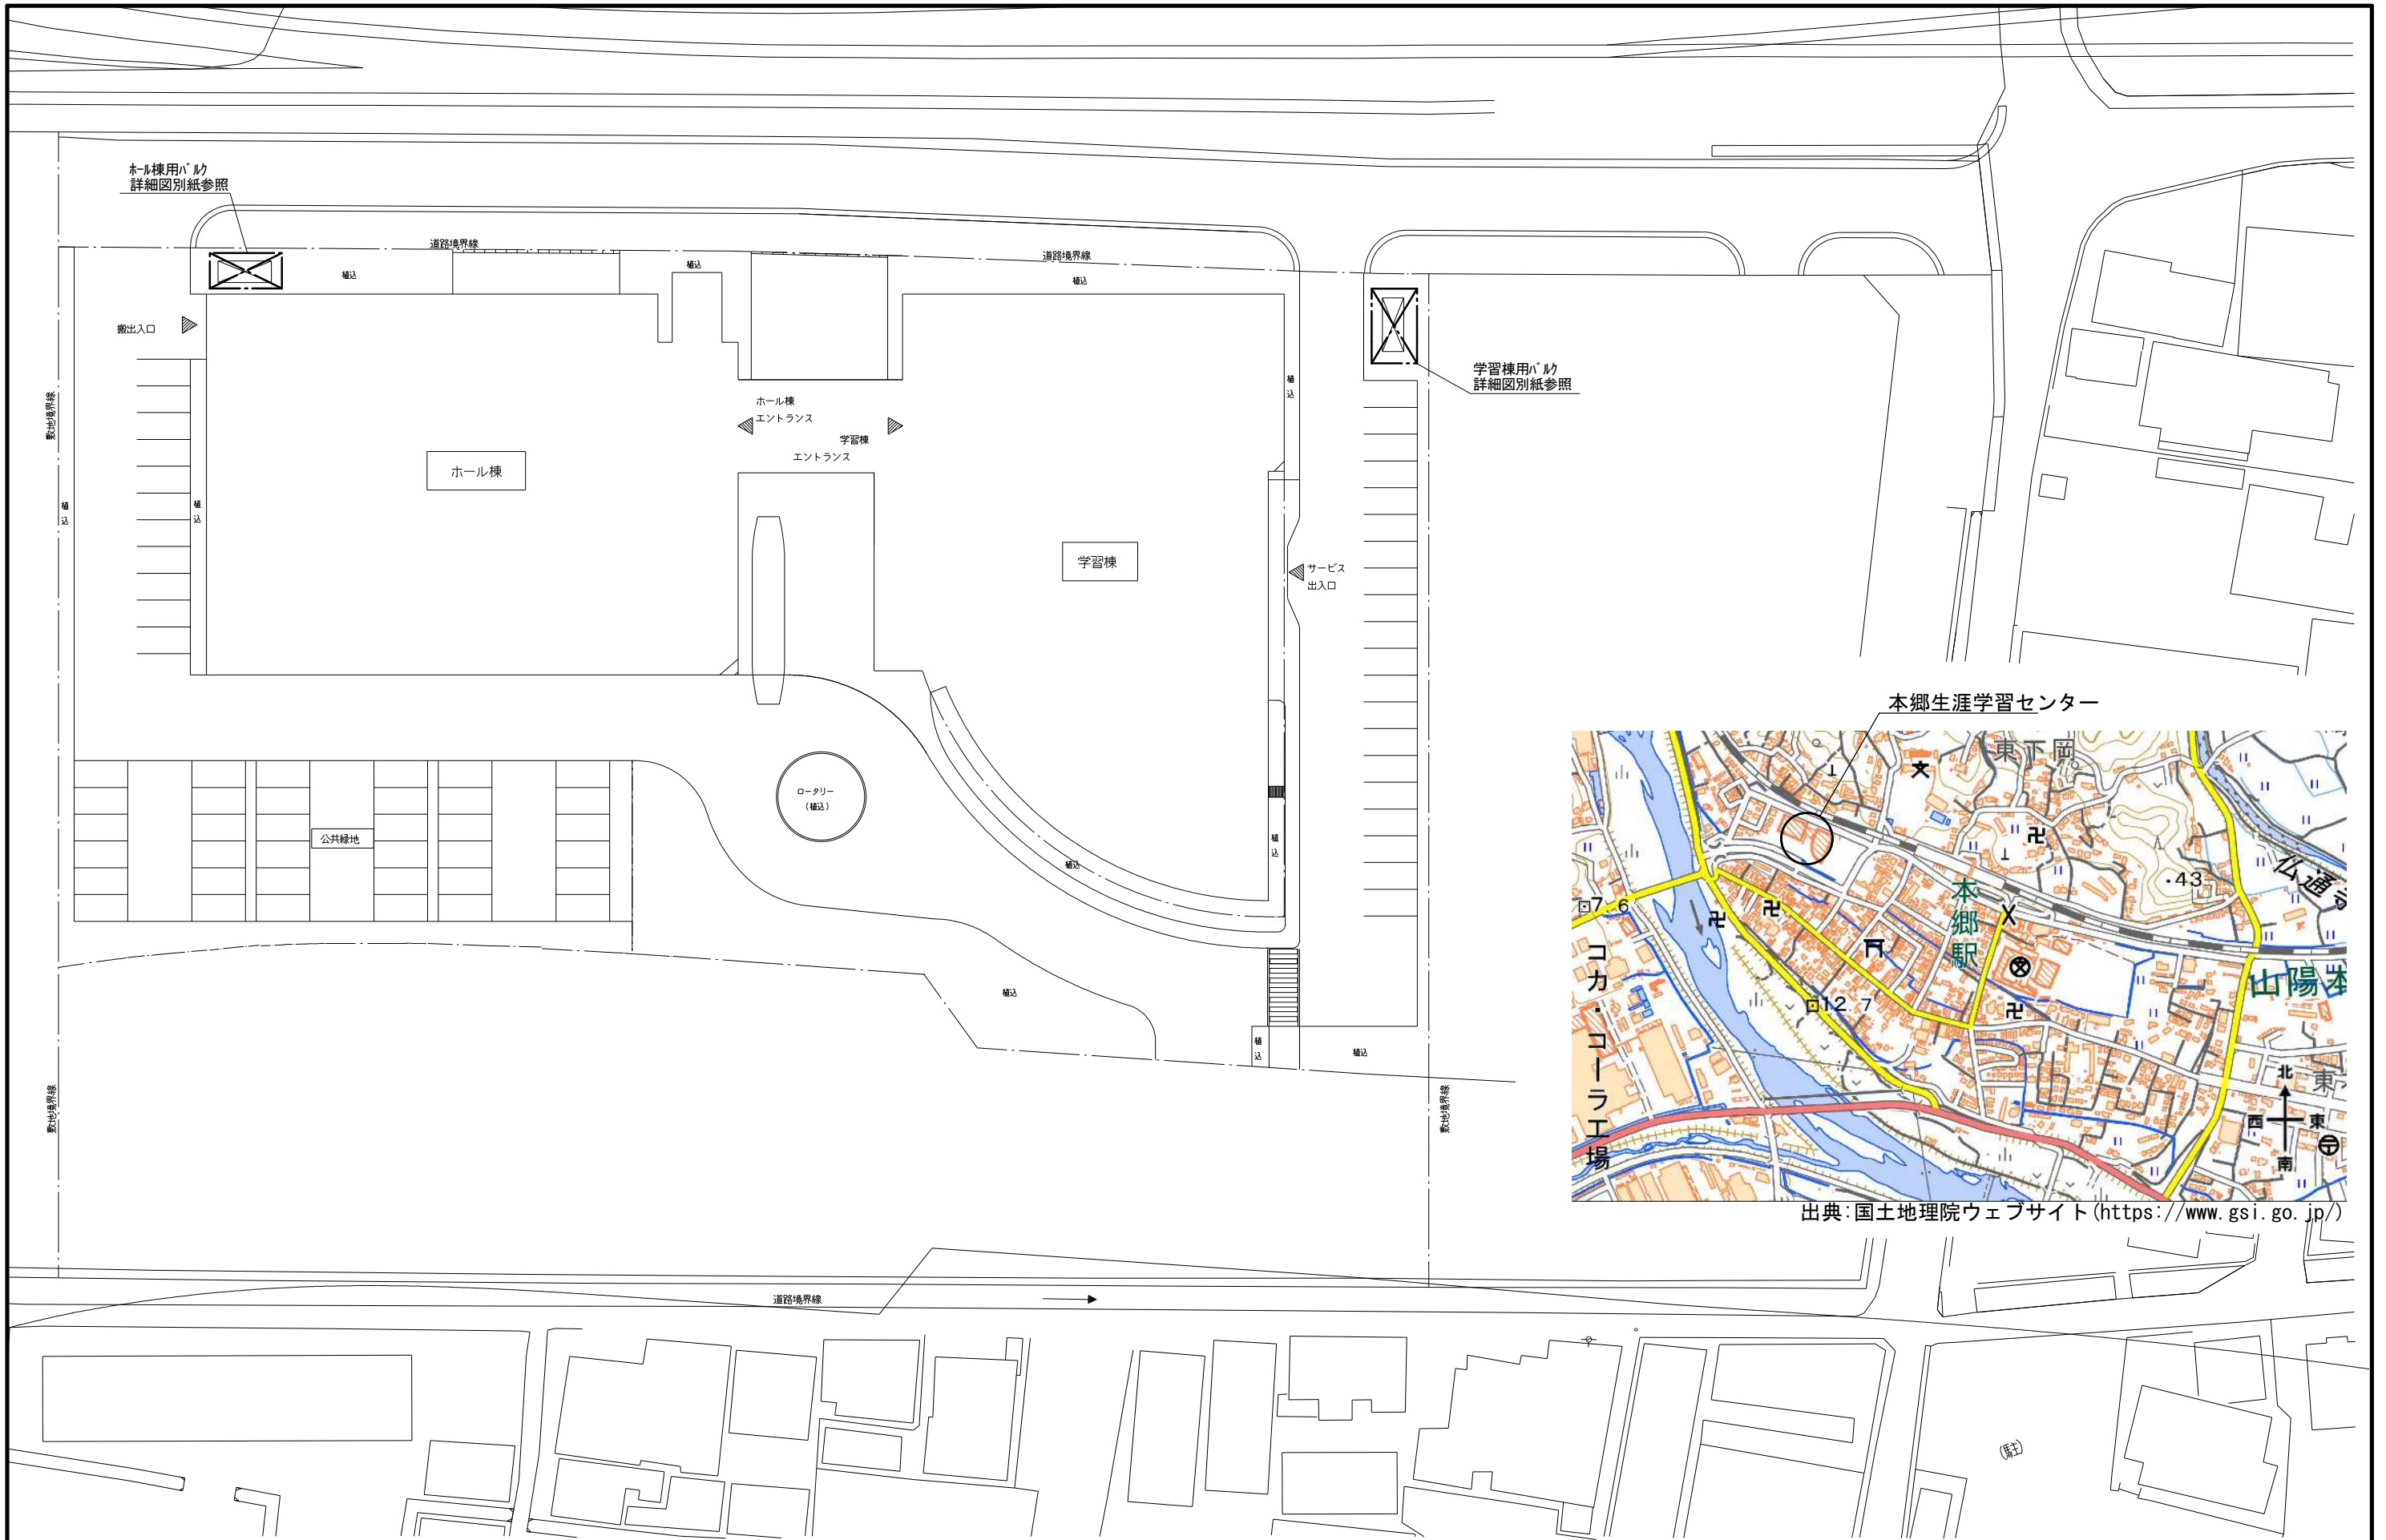 ホール棟用バルク
詳細図別紙参照
道路境界線
道路境界線
植込
植込
植込
搬出入口
学習棟用バルク
詳細図別紙参照
敷地境界線
植込
ホール棟
エントランス
学習棟
エントランス
ホール棟
植込
植込
学習棟
サービス
出入口
本郷生涯学習センター
東下岡
ロータリー
(植込)
公共緑地
植込
植込
本郷駅
・43
仏通
7.6
コカ・コーラ工場
山陽本
12.7
植込
植込
植込
敷地境界線
敷地境界線
北
西 東
南
東
出典:国土地理院ウェブサイト(https://www.gsi.go.jp/)
道路境界線
(駐)